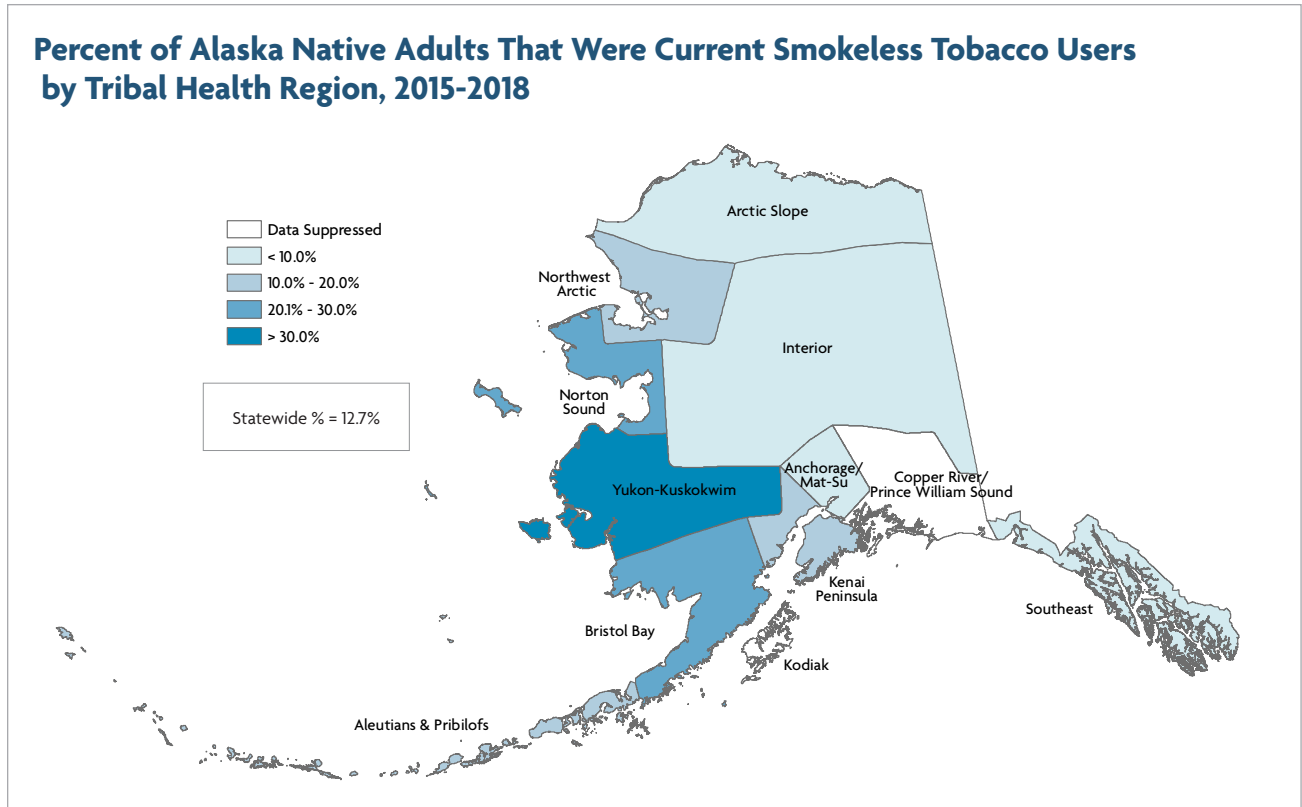 Percent of Alaska Native Adults That Were Current Smokeless Tobacco Users
by Tribal Health Region, 2015-2018
Data Suppressed
< 10.0%
10.0% - 20.0%
20.1% - 30.0%
> 30.0%
Statewide % = 12.7%
Arctic Slope
Northwest
Arctic
Interior
Norton
Sound
Yukon-Kuskokwim
Anchorage/
Mat-Su
Copper River/
Prince William Sound
Kenai
Peninsula
Southeast
Bristol Bay
Kodiak
Aleutians & Pribilofs